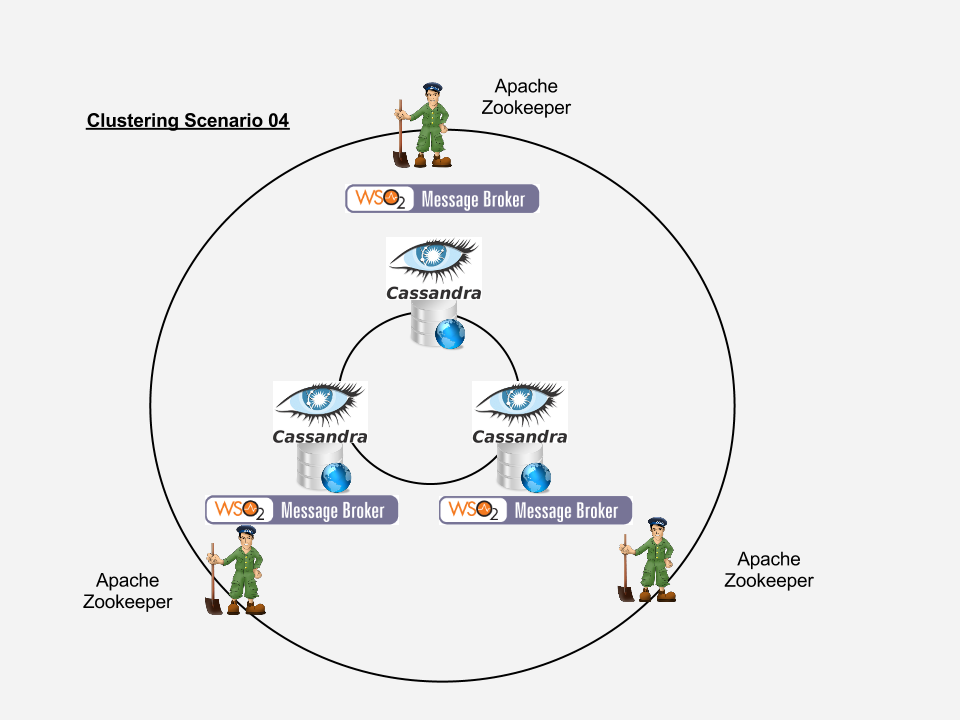 Apache
Zookeeper
Clustering Scenario 04
WSO2 Message Broker
Cassandra
Cassandra
Cassandra
WSO2 Message Broker
WSO2 Message Broker
Apache
Zookeeper
Apache
Zookeeper